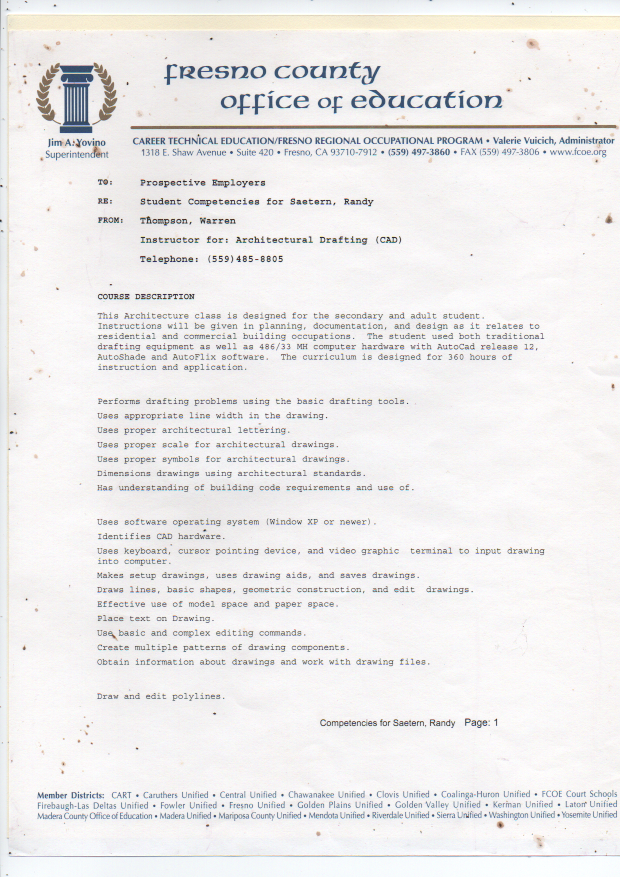 fresno county
office of education
Jim A. Yovino
Superintendent
CAREER TECHNICAL EDUCATION/FRESNO REGIONAL OCCUPATIONAL PROGRAM • Valerie Vuicich, Administrator
1318 E. Shaw Avenue • Suite 420 • Fresno, CA 93710-7912 • (559) 497-3860 • FAX (559) 497-3806 • www.fcoe.org
TO: Prospective Employers
RE: Student Competencies for Saetern, Randy
FROM: Thompson, Warren
Instructor for: Architectural Drafting (CAD)
Telephone: (559)485-8805
COURSE DESCRIPTION
This Architecture class is designed for the secondary and adult student.
Instructions will be given in planning, documentation, and design as it relates to
residential and commercial building occupations. The student used both traditional
drafting equipment as well as 486/33 MH computer hardware with AutoCad release 12,
AutoShade and AutoFlix software. The curriculum is designed for 360 hours of
instruction and application.
Performs drafting problems using the basic drafting tools.
Uses appropriate line width in the drawing.
Uses proper architectural lettering.
Uses proper scale for architectural drawings.
Uses proper symbols for architectural drawings.
Dimensions drawings using architectural standards.
Has understanding of building code requirements and use of.
Uses software operating system (Window XP or newer).
Identifies CAD hardware.
Uses keyboard, cursor pointing device, and video graphic terminal to input drawing
into computer.
Makes setup drawings, uses drawing aids, and saves drawings.
Draws lines, basic shapes, geometric construction, and edit drawings.
Effective use of model space and paper space.
Place text on Drawing.
Use basic and complex editing commands.
Create multiple patterns of drawing components.
Obtain information about drawings and work with drawing files.
Draw and edit polylines.
Competencies for Saetern, Randy Page: 1
Member Districts: CART • Caruthers Unified • Central Unified • Chawanakee Unified • Clovis Unified • Coalinga-Huron Unified • FCOE Court Schools
Firebaugh-Las Deltas Unified • Fowler Unified • Fresno Unified • Golden Plains Unified • Golden Valley Unified • Kerman Unified • Laton Unified
Madera County Office of Education • Madera Unified • Mariposa County Unified • Mendota Unified • Riverdale Unified • Sierra Unified • Washington Unified • Yosemite Unified